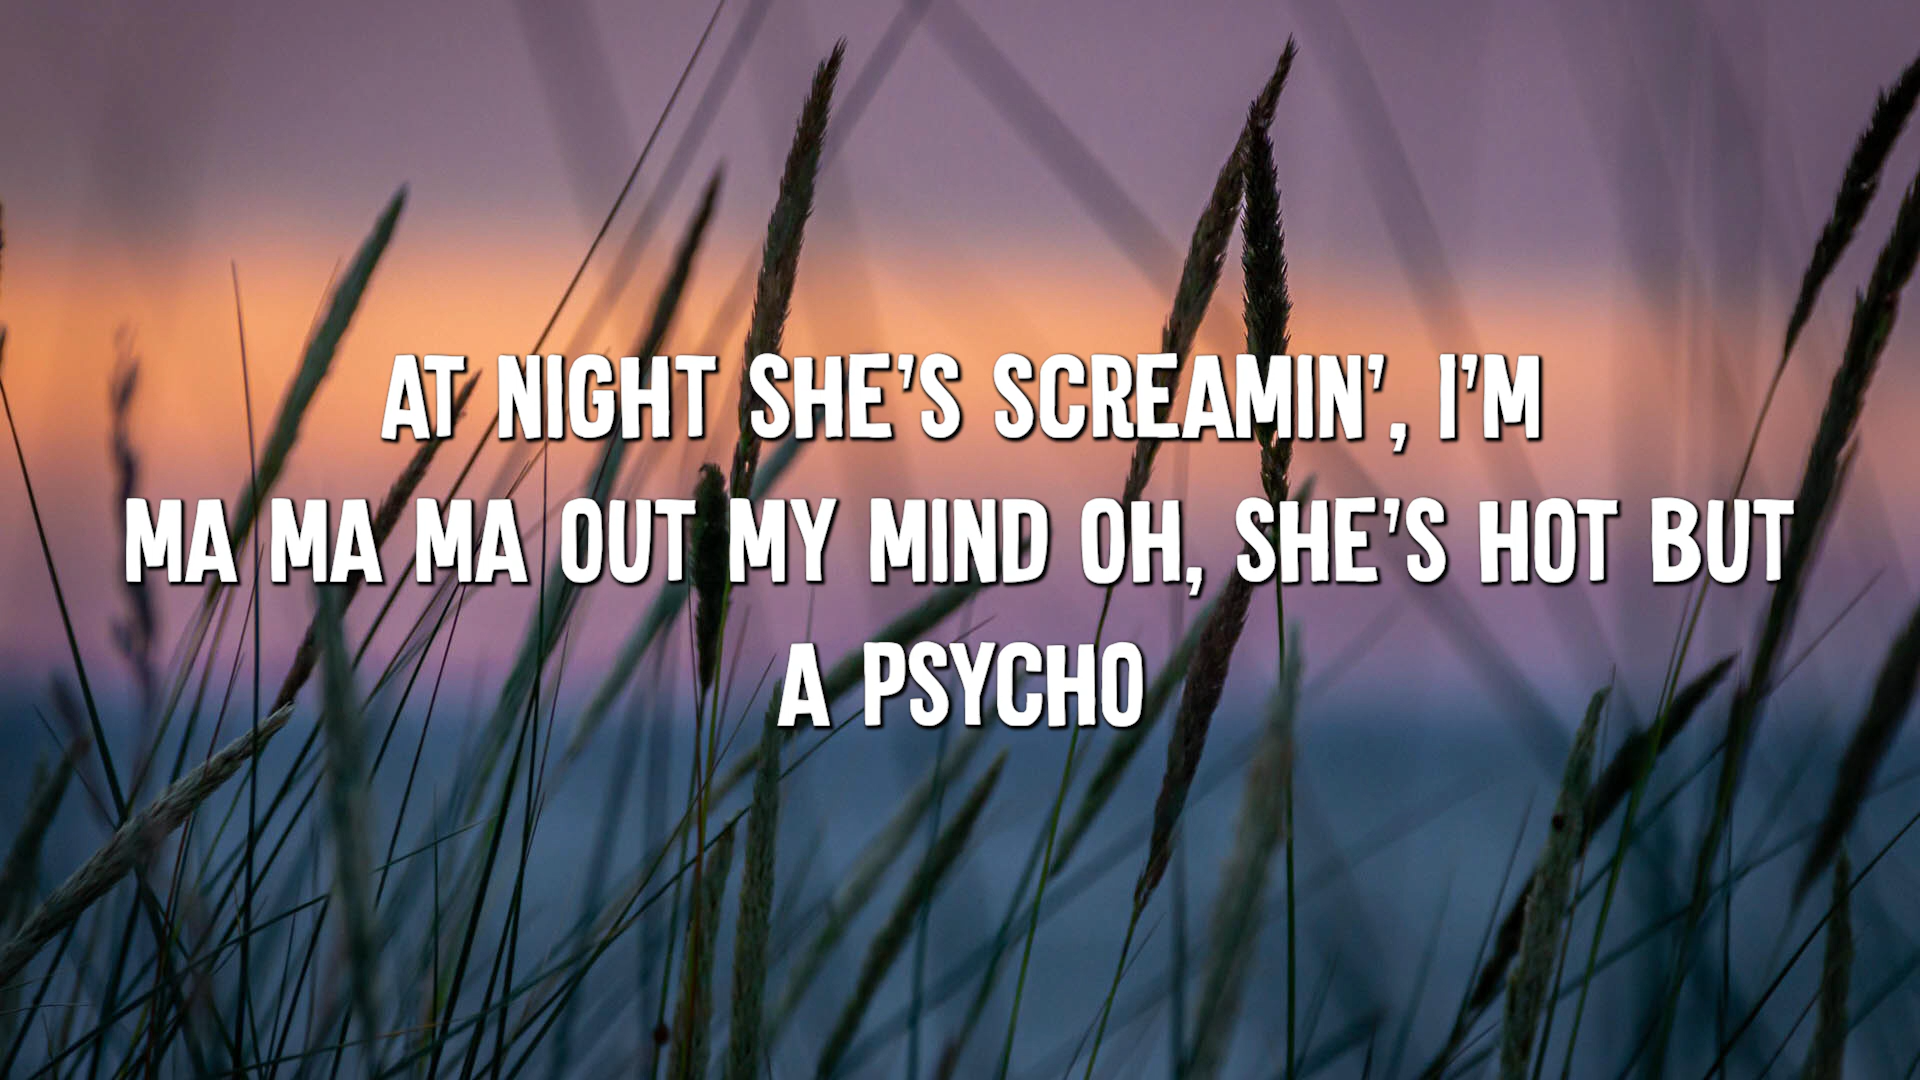 AT NIGHT SHE'S SCREAMIN', I'M
MA MA MA OUT MY MIND OH, SHE'S HOT BUT
A PSYCHO